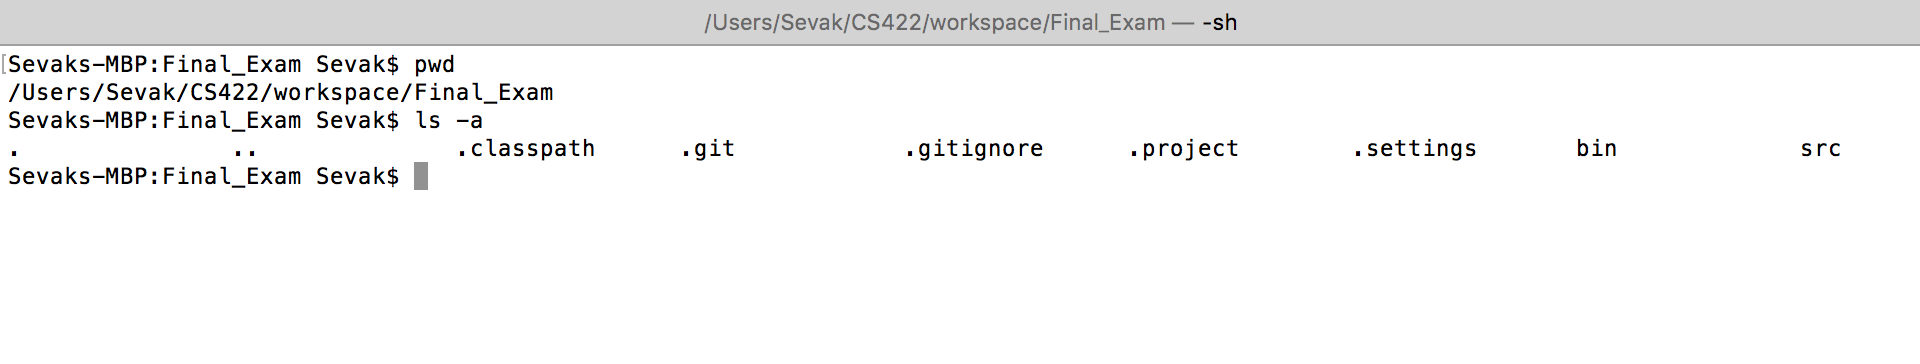 /Users/Sevak/CS422/workspace/Final_Exam — -sh
[Sevaks-MBP:Final_Exam Sevak$ pwd
/Users/Sevak/CS422/workspace/Final_Exam
Sevaks-MBP:Final_Exam Sevak$ ls -a
. .. .classpath .git .gitignore .project .settings bin src
Sevaks-MBP:Final_Exam Sevak$